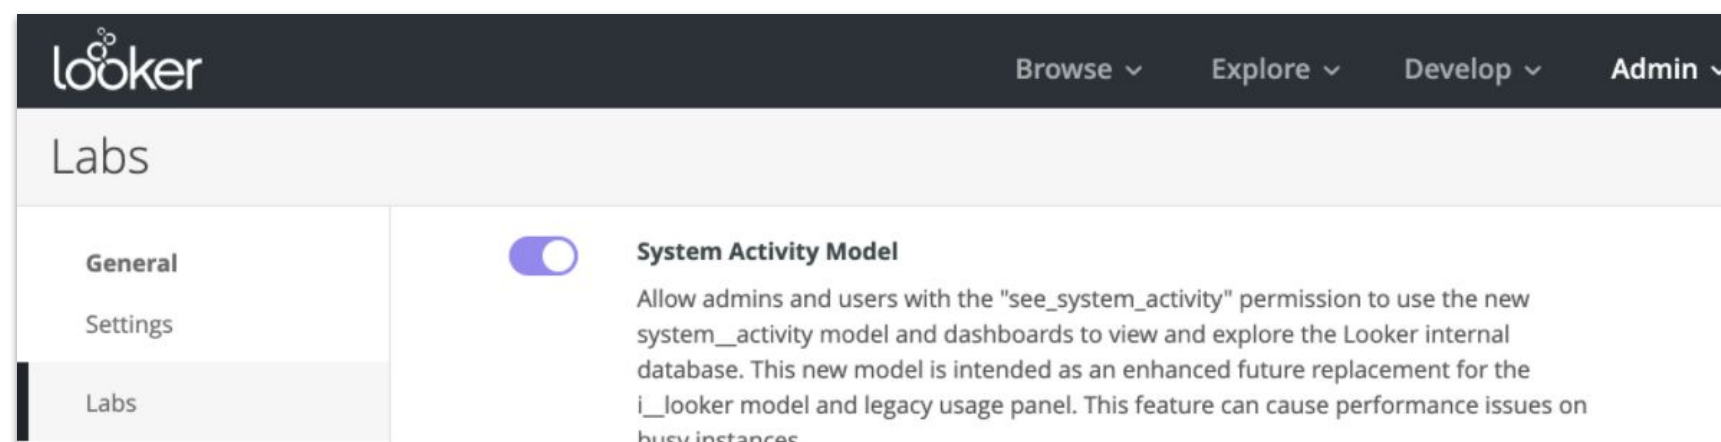 looker
Browse Explore Develop Admin
Labs
General
Settings
Labs
System Activity Model
Allow admins and users with the "see_system_activity" permission to use the new
system__activity model and dashboards to view and explore the Looker internal
database. This new model is intended as an enhanced future replacement for the
i__looker model and legacy usage panel. This feature can cause performance issues on
busy instances.